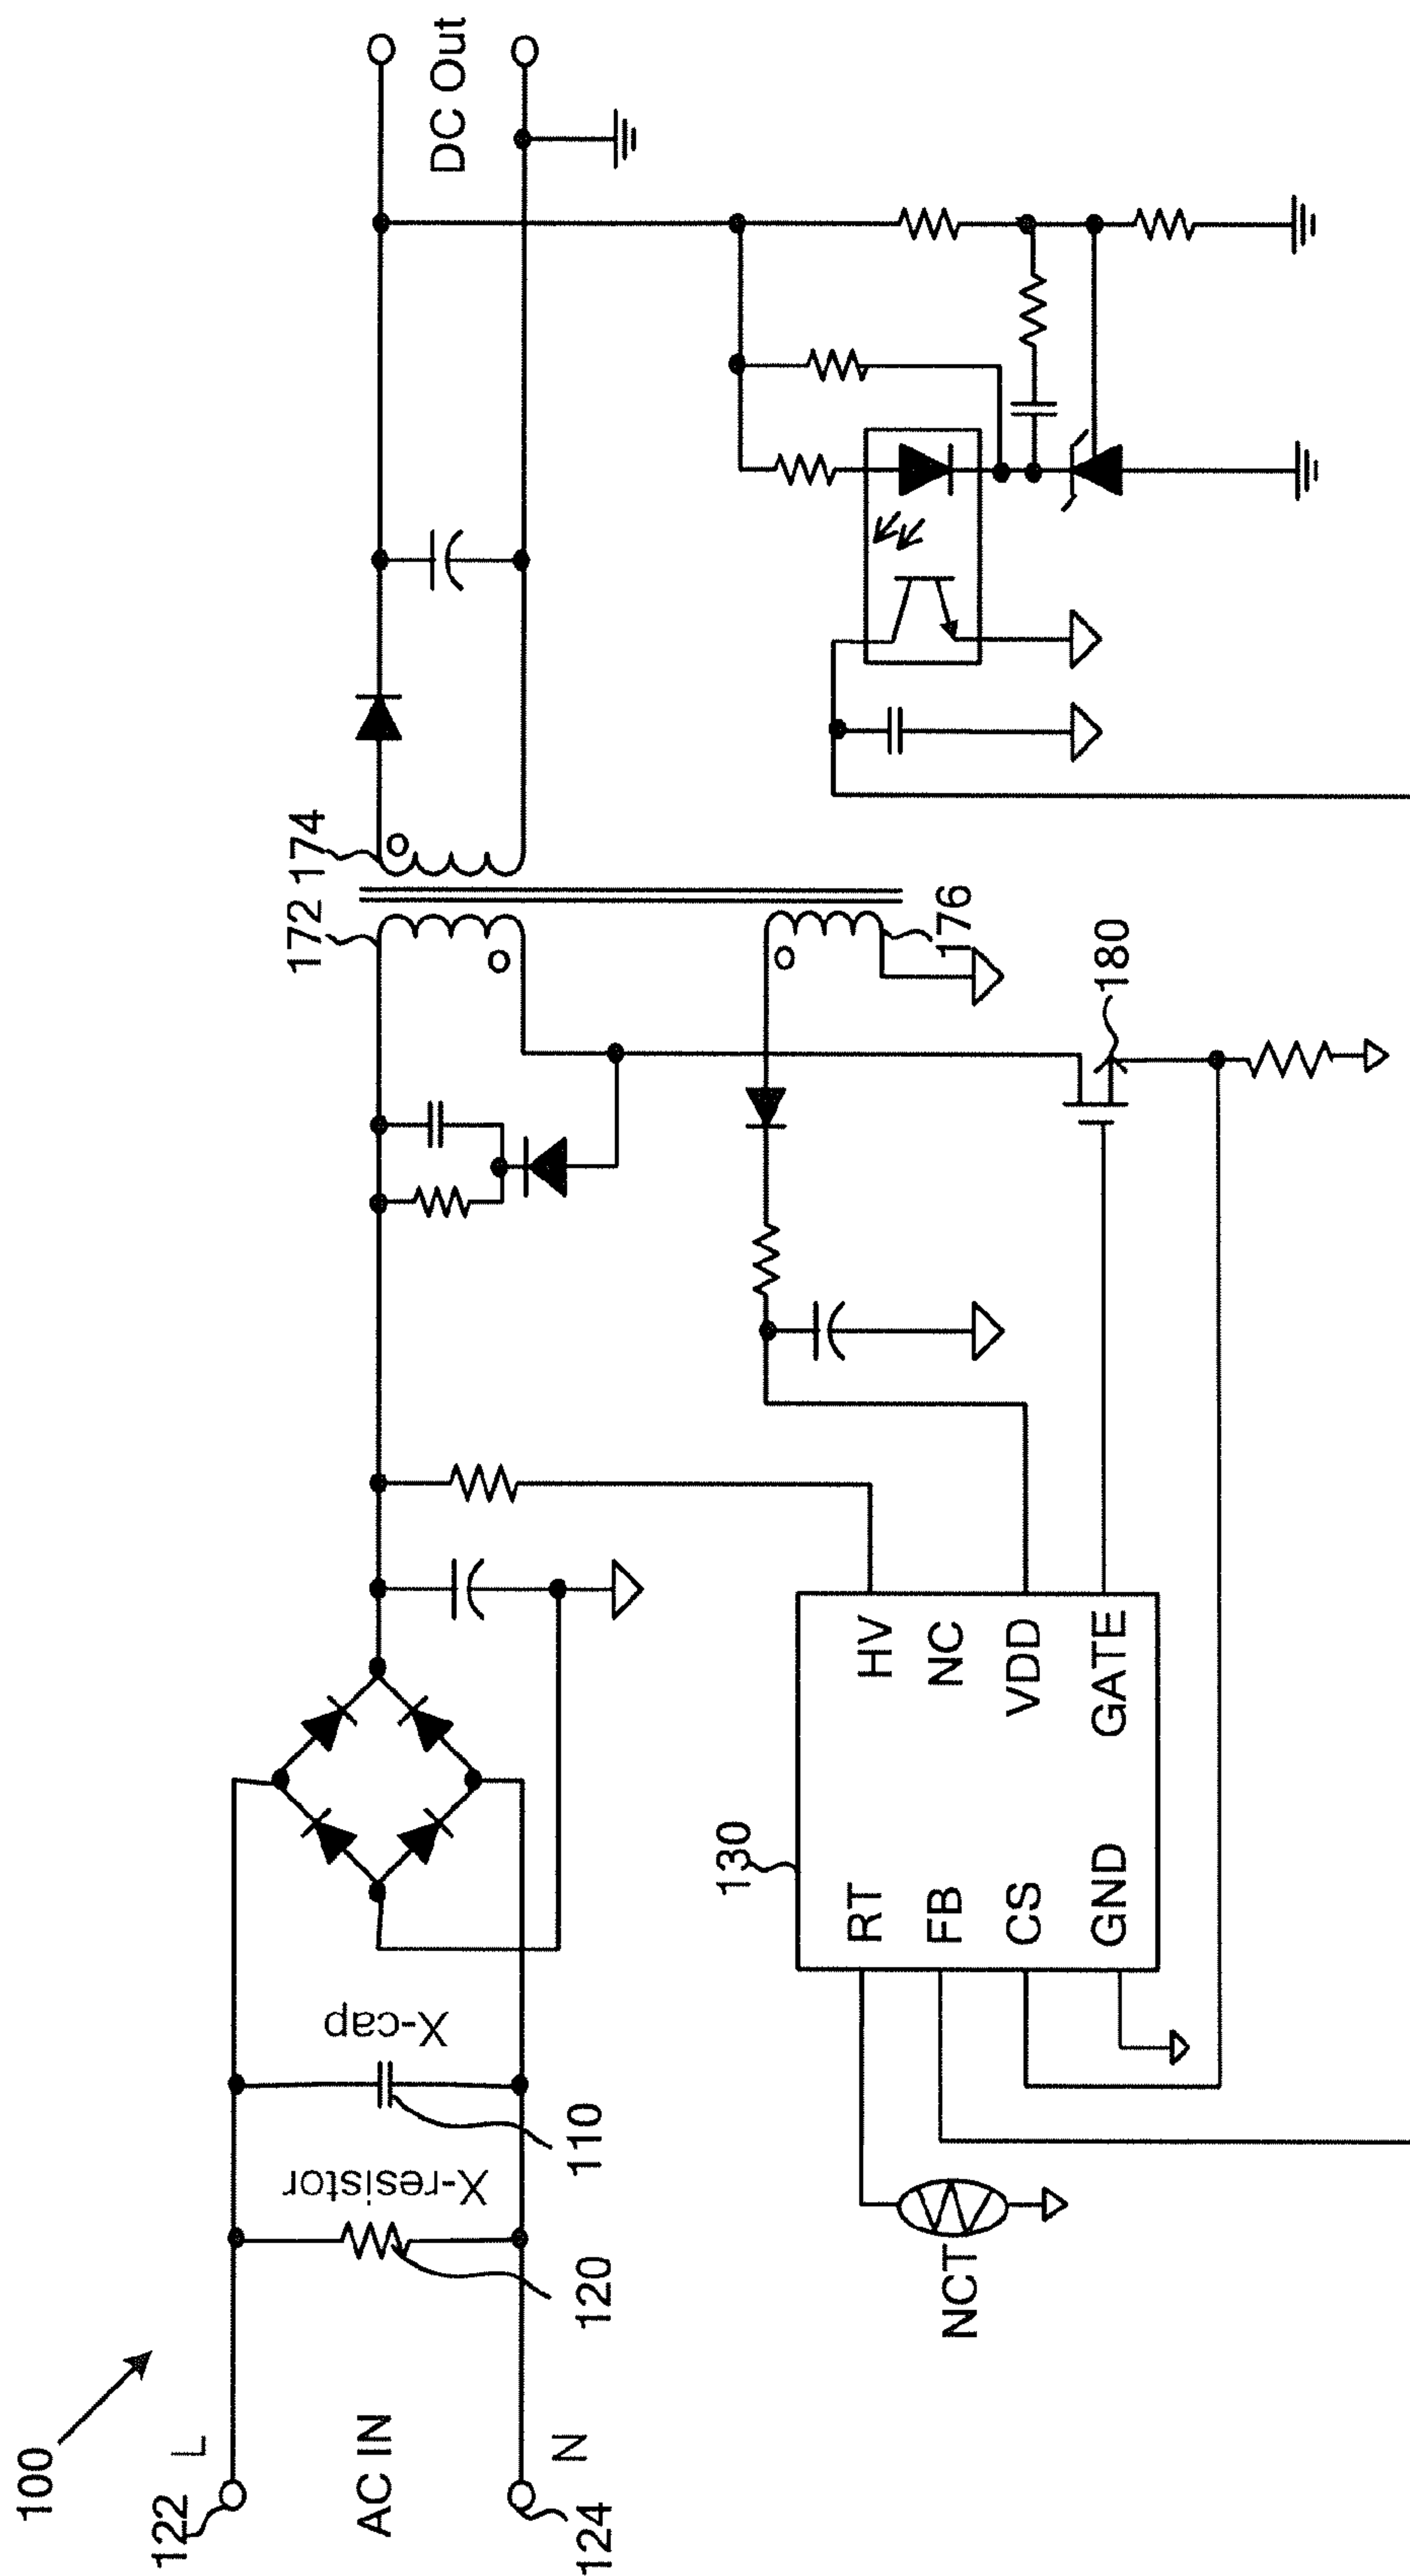 100
122
L
AC IN
N
124
X-resistor
120
X-cap
110
172
174
DC Out
176
180
130
RT
FB
CS
GND
HV
NC
VDD
GATE
NCT